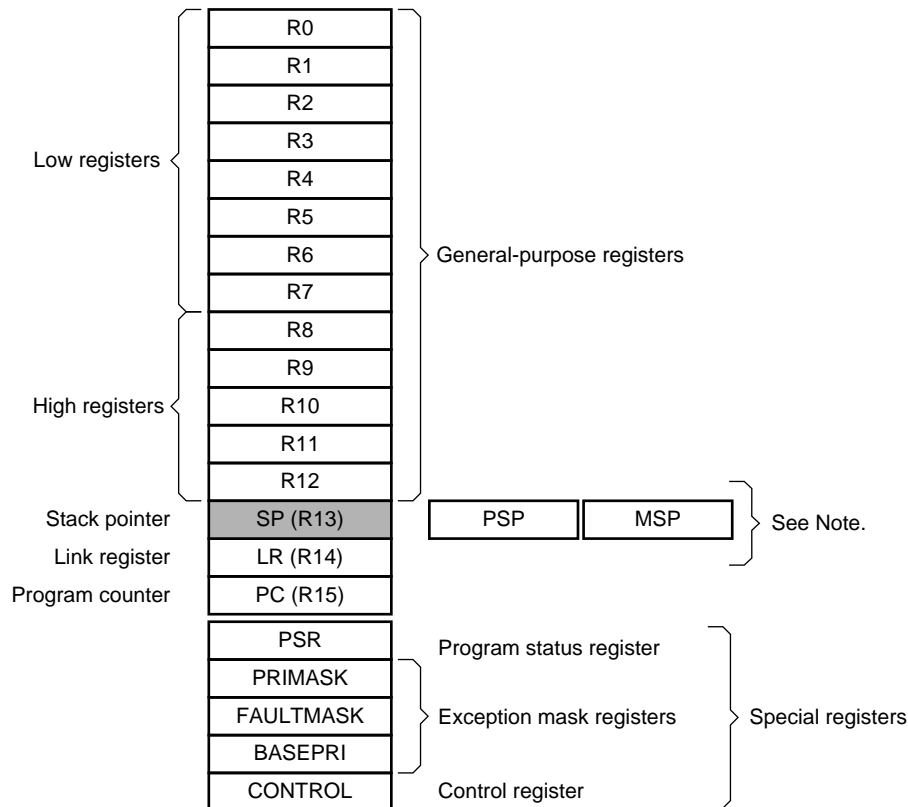 R0
R1
R2
R3
Low registers
R4
R5
R6
General-purpose registers
R7
R8
R9
High registers
R10
R11
R12
Stack pointer
SP (R13)
PSP
MSP
See Note.
Link register
LR (R14)
Program counter
PC (R15)
PSR
Program status register
PRIMASK
FAULTMASK
Exception mask registers
Special registers
BASEPRI
CONTROL
Control register